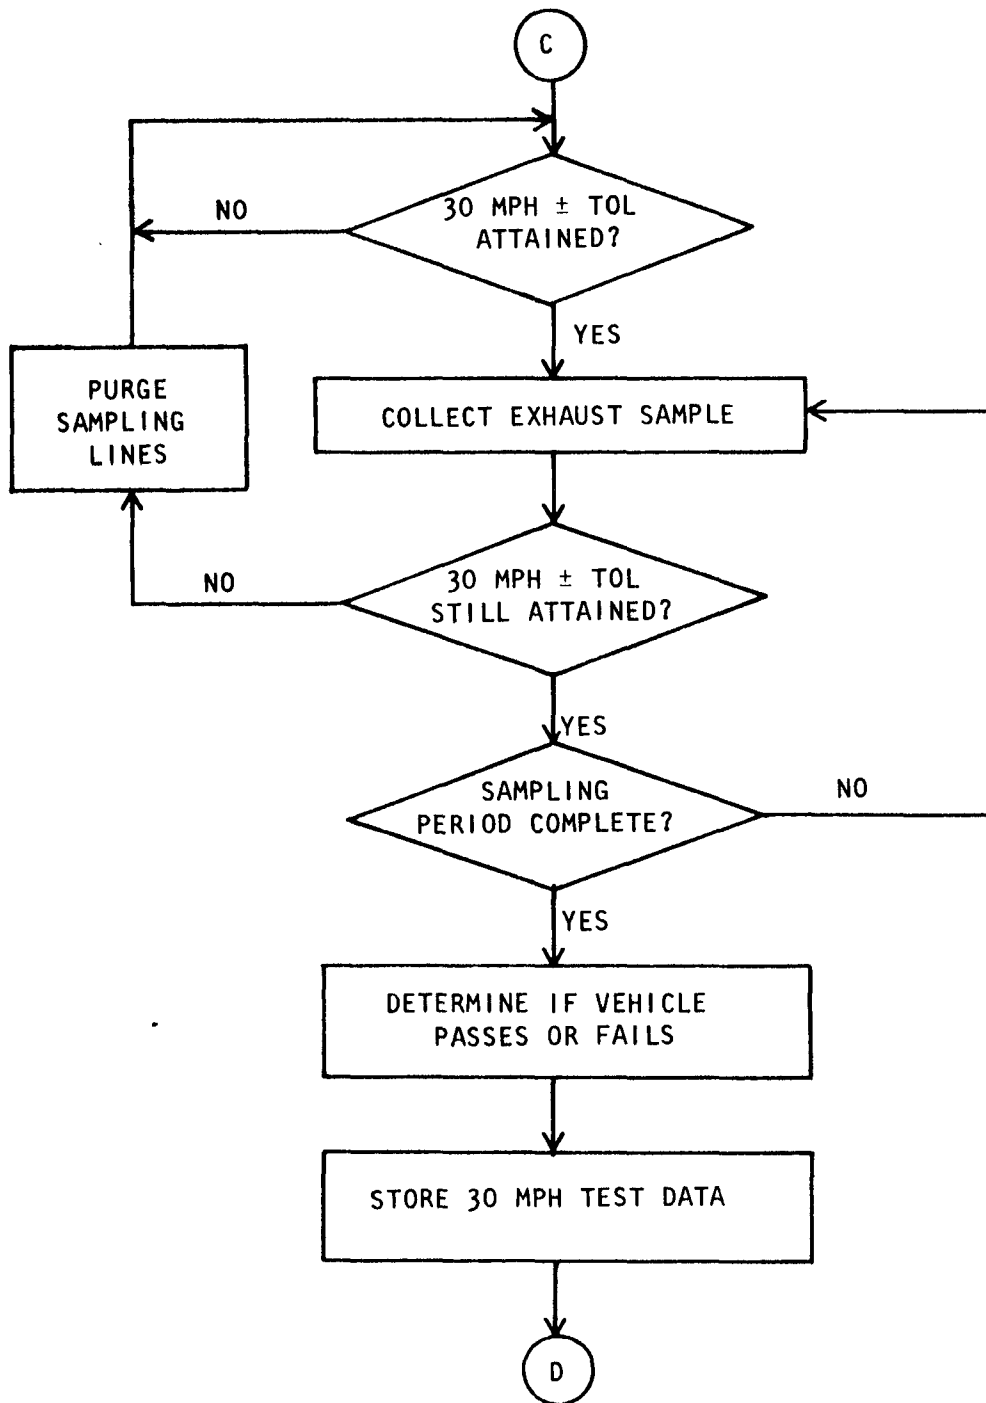 C
30 MPH ± TOL
ATTAINED?
NO
YES
PURGE
SAMPLING
LINES
COLLECT EXHAUST SAMPLE
30 MPH ± TOL
STILL ATTAINED?
NO
YES
SAMPLING
PERIOD COMPLETE?
NO
YES
DETERMINE IF VEHICLE
PASSES OR FAILS
STORE 30 MPH TEST DATA
D